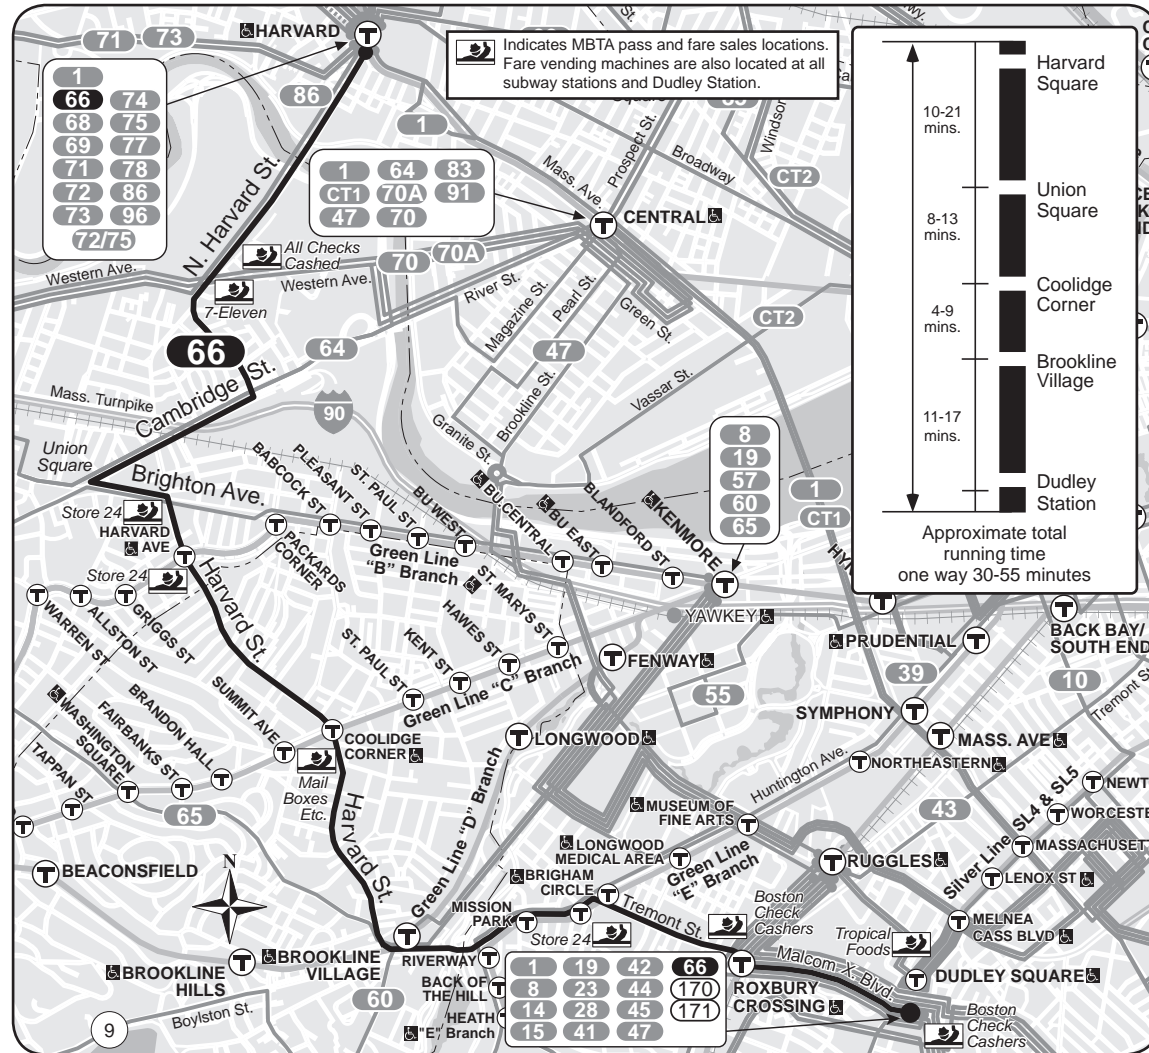 HARVARD
71
73
1
66 74
68 75
69 77
71 78
72 86
73 96
72/75
86
1
Indicates MBTA pass and fare sales locations.
Fare vending machines are also located at all
subway stations and Dudley Station.
Prospect St.
Windsor
Broadway
CT2
Mass. Ave.
1 64 83
CT1 70A 91
47 70
CENTRAL
N. Harvard St.
All Checks
Cashed
Western Ave.
Western Ave.
7-Eleven
70
70A
River St.
Magazine St.
Pearl St.
Green St.
CT2
66
64
47
Cambridge St.
Mass. Turnpike
90
Brookline St.
Vassar St.
Granite St.
Union
Square
Brighton Ave.
Store 24
HARVARD
AVE
Store 24
BABCOCK ST
PLEASANT ST
ST. PAUL ST
BU WEST
BU CENTRAL
BU EAST
BLANDFORD ST
KENMORE
8
19
57
60
65
1
CT1
PACKARDS
CORNER
Green Line
"B" Branch
Harvard St.
WARREN ST
ALLSTON ST
GRIGGS ST
ST. PAUL ST
KENT ST
HAWES ST
ST. MARYS ST
Green Line "C" Branch
YAWKEY
FENWAY
55
PRUDENTIAL
39
BACK BAY/
SOUTH END
10
Tremont St.
SYMPHONY
MASS. AVE
WASHINGTON
SQUARE
TAPPAN ST
FAIRBANKS ST
BRANDON HALL
SUMMIT AVE
COOLIDGE
CORNER
Mail
Boxes
Etc.
65
Harvard St.
LONGWOOD
Green Line "D" Branch
Huntington Ave.
NORTHEASTERN
MUSEUM OF
FINE ARTS
LONGWOOD
MEDICAL AREA
Green Line
"E" Branch
BRIGHAM
CIRCLE
MISSION
PARK
Store 24
Tremont St.
Boston
Check
Cashers
RUGGLES
43
Silver Line SL4 & SL5
LENOX ST
MELNEA
CASS BLVD
Tropical
Foods
DUDLEY SQUARE
Malcom X. Blvd.
ROXBURY
CROSSING
Boston
Check
Cashers
BEACONSFIELD
N
BROOKLINE
HILLS
BROOKLINE
VILLAGE
RIVERWAY
BACK OF
THE HILL
HEATH
"E" Branch
60
Boylston St.
9
1 19 42 66
8 23 44 170
14 28 45 171
15 41 47
Harvard
Square
10-21
mins.
Union
Square
8-13
mins.
Coolidge
Corner
4-9
mins.
Brookline
Village
11-17
mins.
Dudley
Station
Approximate total
running time
one way 30-55 minutes